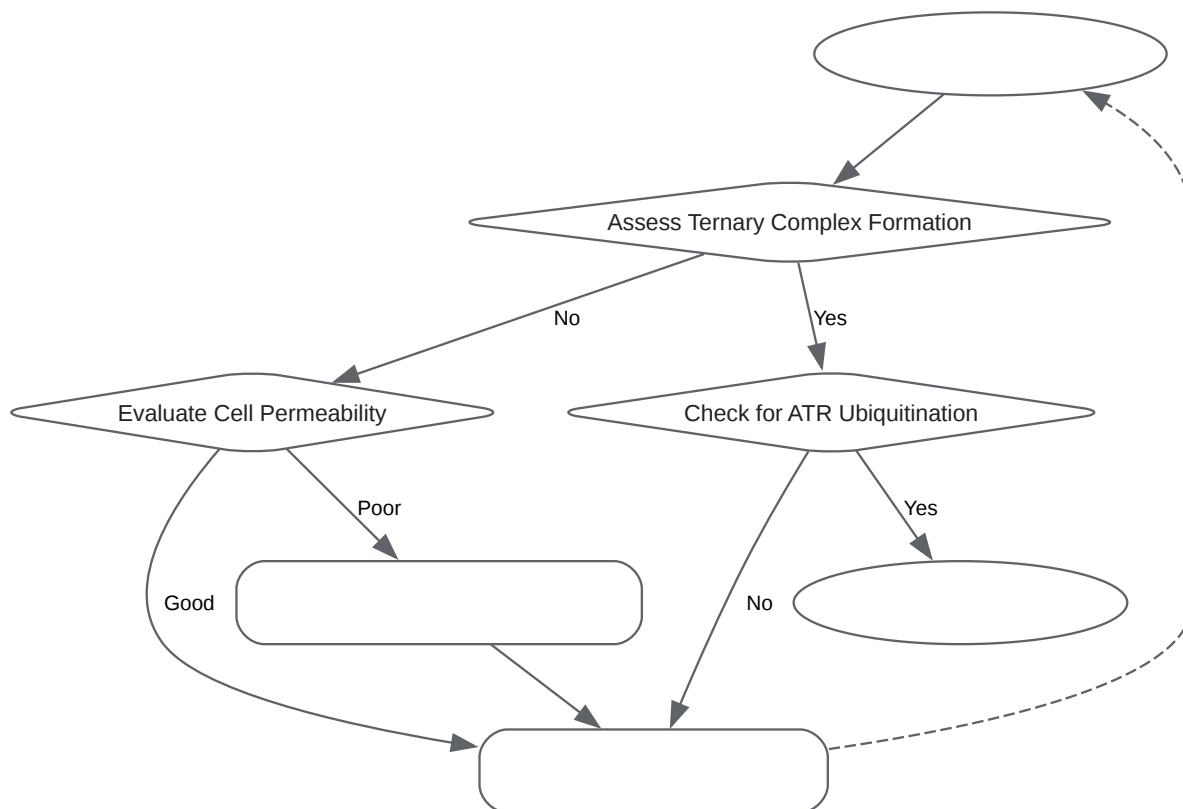 Assess Ternary Complex Formation
No
Yes
Evaluate Cell Permeability
Check for ATR Ubiquitination
Poor
Yes
Good
No